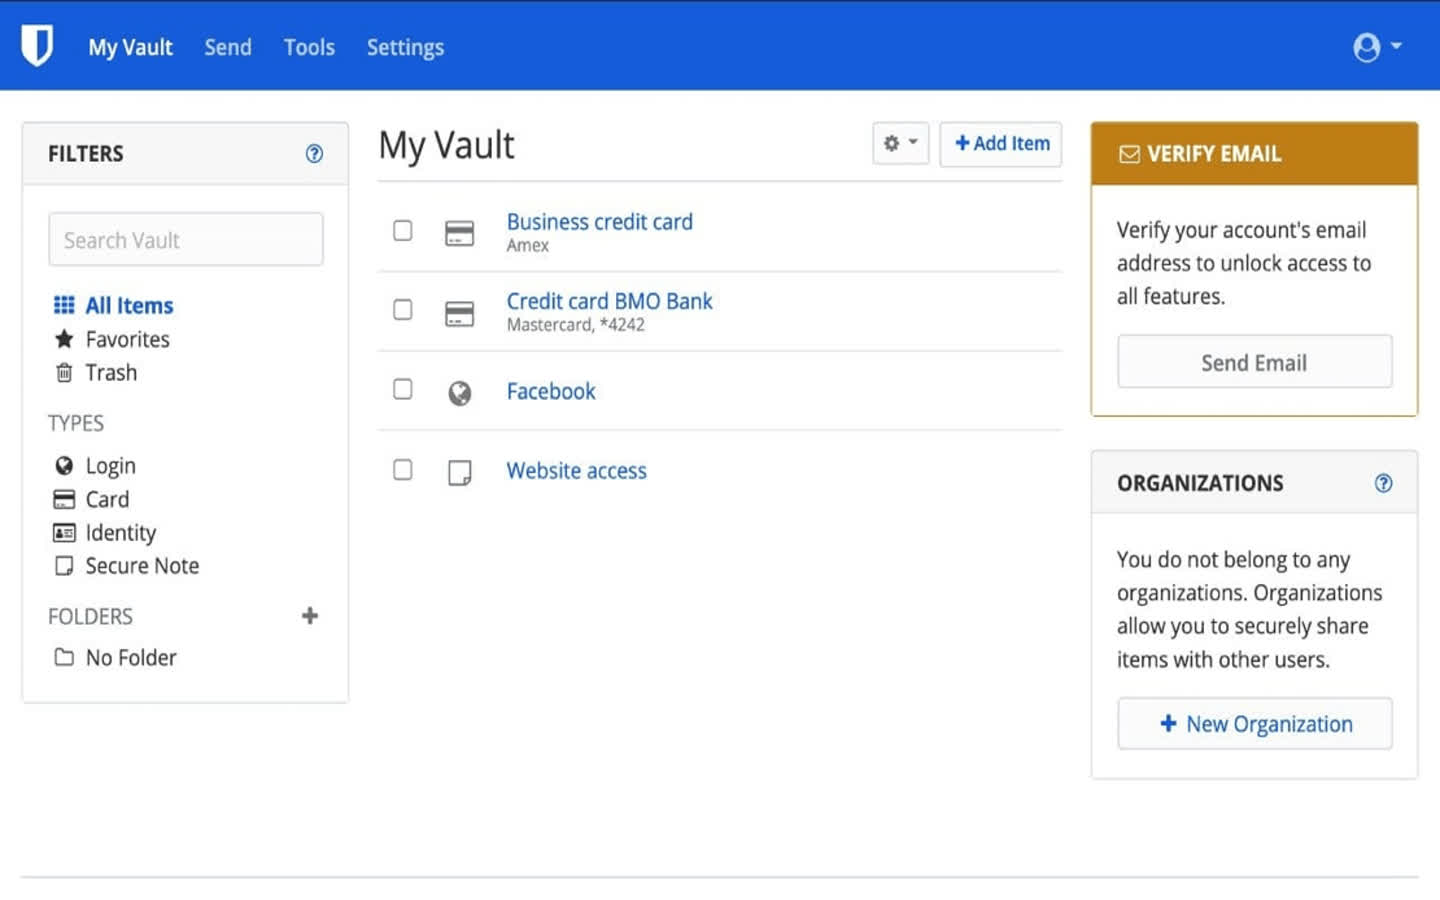 My Vault Send Tools Settings
FILTERS
Search Vault
All Items
Favorites
Trash
TYPES
Login
Card
Identity
Secure Note
FOLDERS
No Folder
My Vault
Add Item
Business credit card
Amex
Credit card BMO Bank
Mastercard, *4242
Facebook
Website access
VERIFY EMAIL
Verify your account's email
address to unlock access to
all features.
Send Email
ORGANIZATIONS
You do not belong to any
organizations. Organizations
allow you to securely share
items with other users.
New Organization